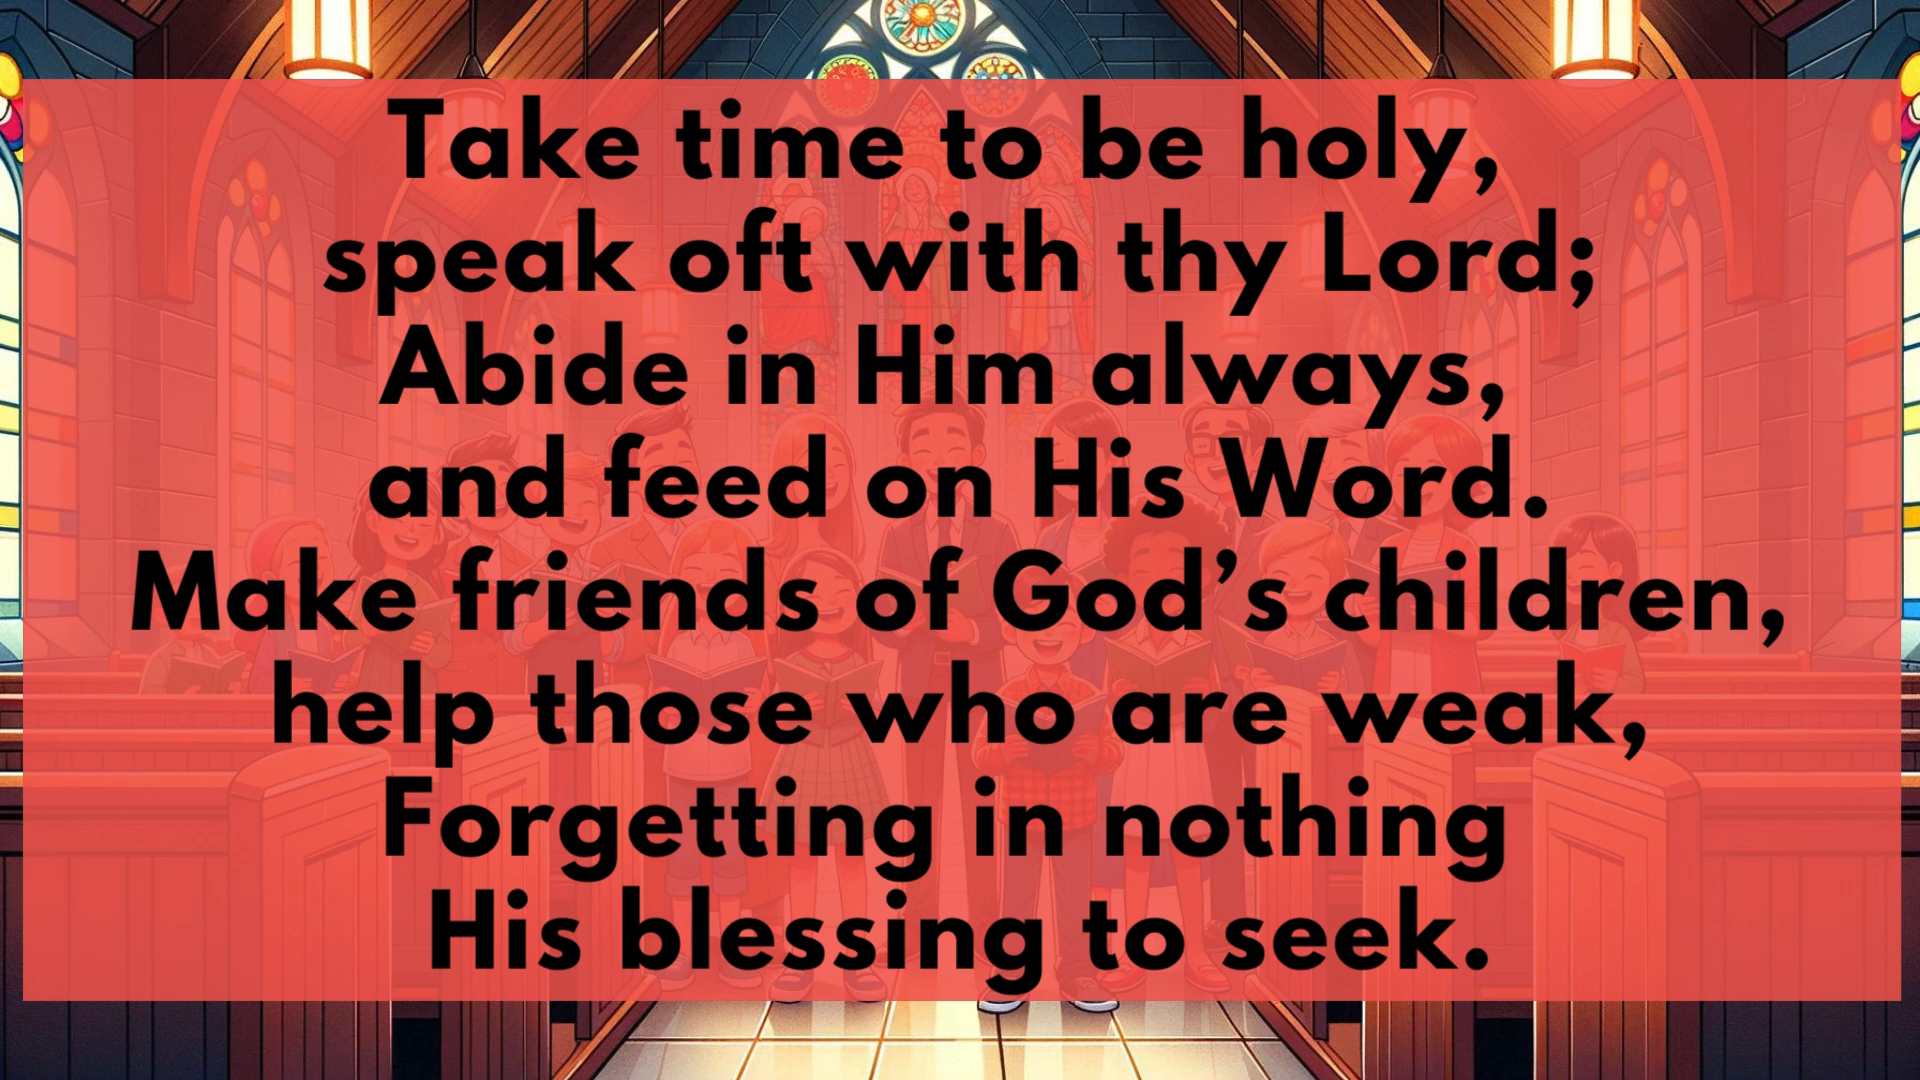 Take time to be holy,
speak oft with thy Lord;
Abide in Him always,
and feed on His Word.
Make friends of God’s children,
help those who are weak,
Forgetting in nothing
His blessing to seek.